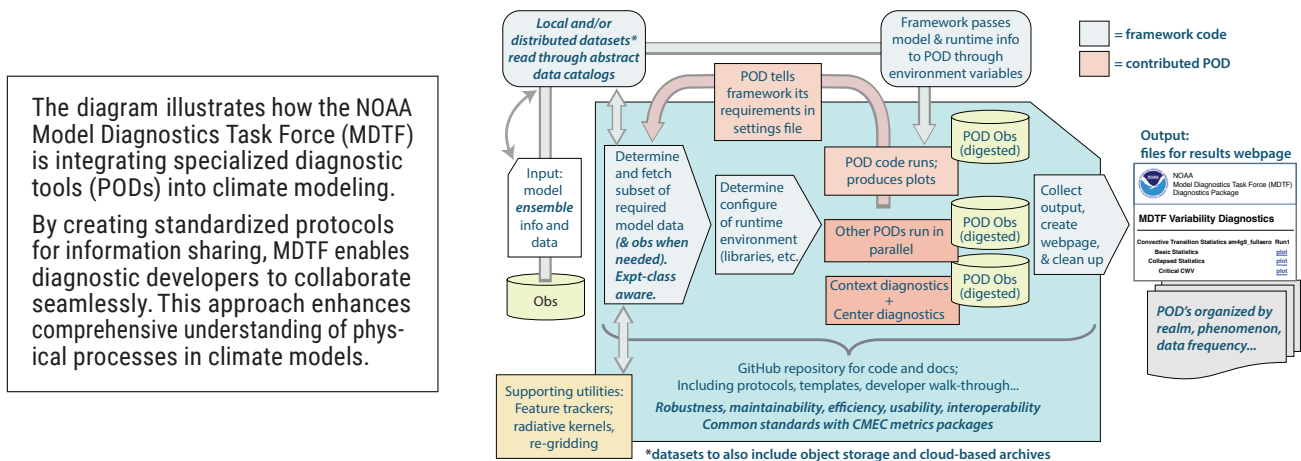 The diagram illustrates how the NOAA
Model Diagnostics Task Force (MDTF)
is integrating specialized diagnostic
tools (PODs) into climate modeling.
By creating standardized protocols
for information sharing, MDTF enables
diagnostic developers to collaborate
seamlessly. This approach enhances
comprehensive understanding of phys-
ical processes in climate models.
Local and/or
distributed datasets*
read through abstract
data catalogs
Framework passes
model & runtime info
to POD through
environment variables
= framework code
= contributed POD
POD tells
framework its
requirements in
settings file
Input:
model
ensemble
info and
data
Obs
Determine
and fetch
subset of
required
model data
(& obs when
needed).
Expt-class
aware.
Determine
configure
of runtime
environment
(libraries, etc.
POD code runs;
produces plots
Other PODs run in
parallel
Context diagnostics
+
Center diagnostics
POD Obs
(digested)
POD Obs
(digested)
POD Obs
(digested)
Collect
output,
create
webpage,
& clean up
Output:
files for results webpage
NOAA
NOAA
Model Diagnostics Task Force (MDTF)
Diagnostics Package
MDTF Variability Diagnostics
Convective Transition Statistics am4g9_fullaero Run1
Basic Statistics plot
Collapsed Statistics plot
Critical CWV plot
POD's organized by
realm, phenomenon,
data frequency...
GitHub repository for code and docs;
Including protocols, templates, developer walk-through...
Robustness, maintainability, efficiency, usability, interoperability
Common standards with CMEC metrics packages
Supporting utilities:
Feature trackers;
radiative kernels,
re-gridding
*datasets to also include object storage and cloud-based archives